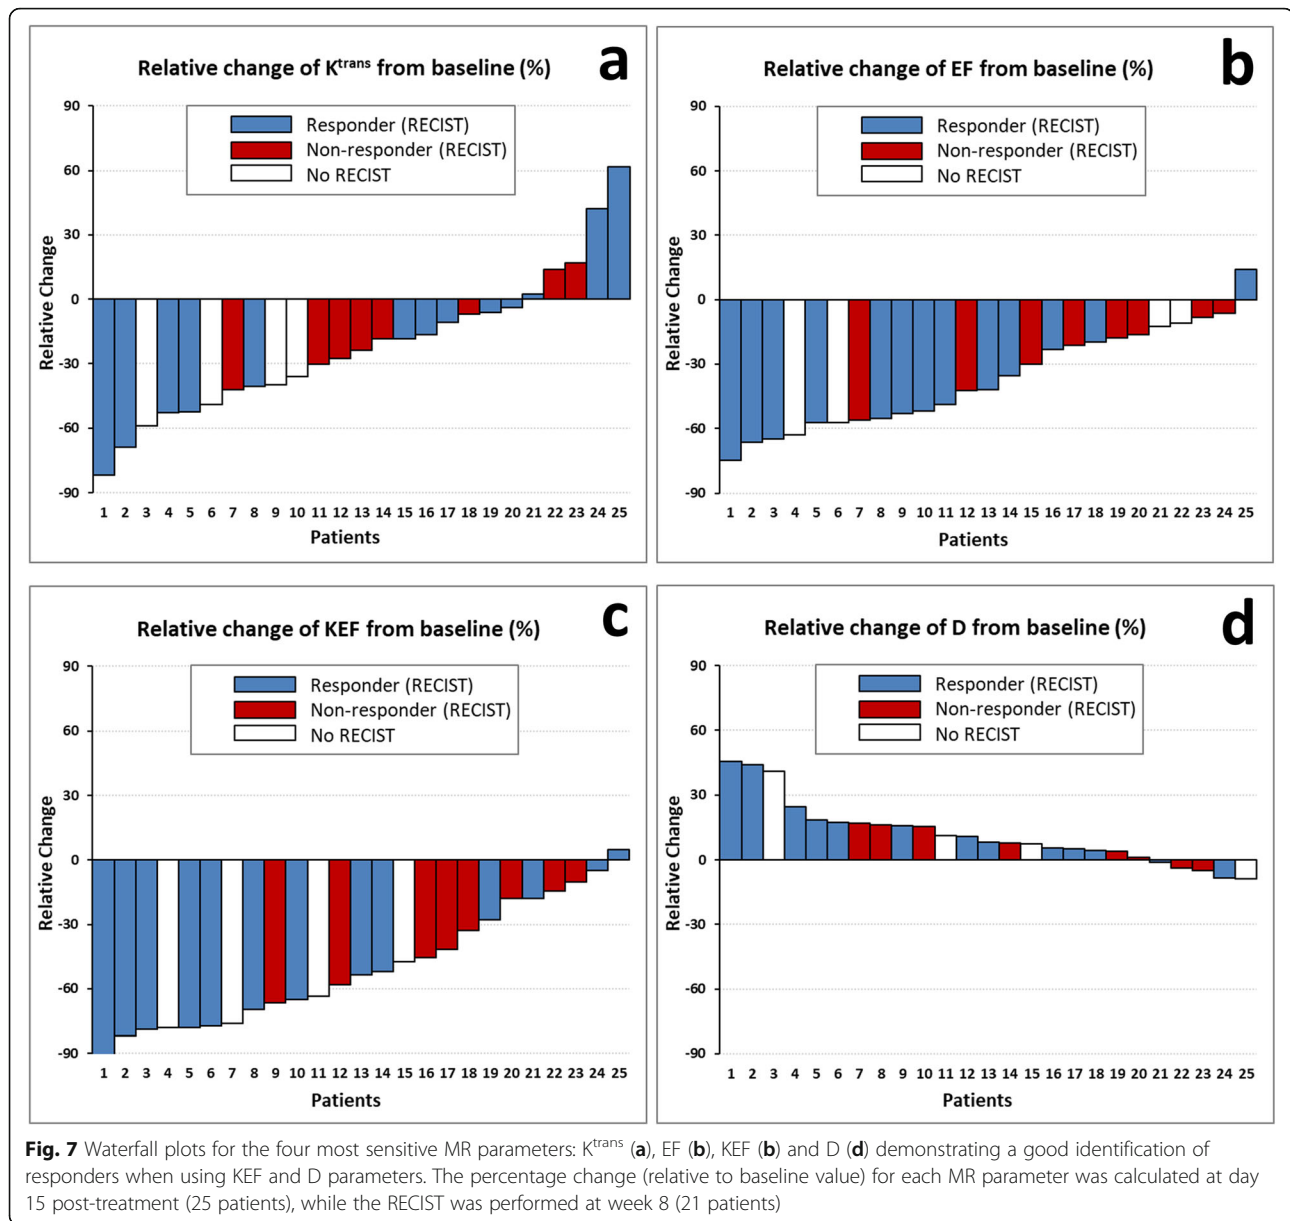 Relative change of K^trans from baseline (%)
a
Responder (RECIST)
Non-responder (RECIST)
No RECIST
90
60
30
0
-30
-60
-90
Relative Change
1 2 3 4 5 6 7 8 9 10 11 12 13 14 15 16 17 18 19 20 21 22 23 24 25
Patients
Relative change of EF from baseline (%)
b
Responder (RECIST)
Non-responder (RECIST)
No RECIST
90
60
30
0
-30
-60
-90
Relative Change
1 2 3 4 5 6 7 8 9 10 11 12 13 14 15 16 17 18 19 20 21 22 23 24 25
Patients
Relative change of KEF from baseline (%)
c
Responder (RECIST)
Non-responder (RECIST)
No RECIST
90
60
30
0
-30
-60
-90
Relative Change
1 2 3 4 5 6 7 8 9 10 11 12 13 14 15 16 17 18 19 20 21 22 23 24 25
Patients
Relative change of D from baseline (%)
d
Responder (RECIST)
Non-responder (RECIST)
No RECIST
90
60
30
0
-30
-60
-90
Relative Change
1 2 3 4 5 6 7 8 9 10 11 12 13 14 15 16 17 18 19 20 21 22 23 24 25
Patients
Fig. 7 Waterfall plots for the four most sensitive MR parameters: K^trans (a), EF (b), KEF (b) and D (d) demonstrating a good identification of
responders when using KEF and D parameters. The percentage change (relative to baseline value) for each MR parameter was calculated at day
15 post-treatment (25 patients), while the RECIST was performed at week 8 (21 patients)